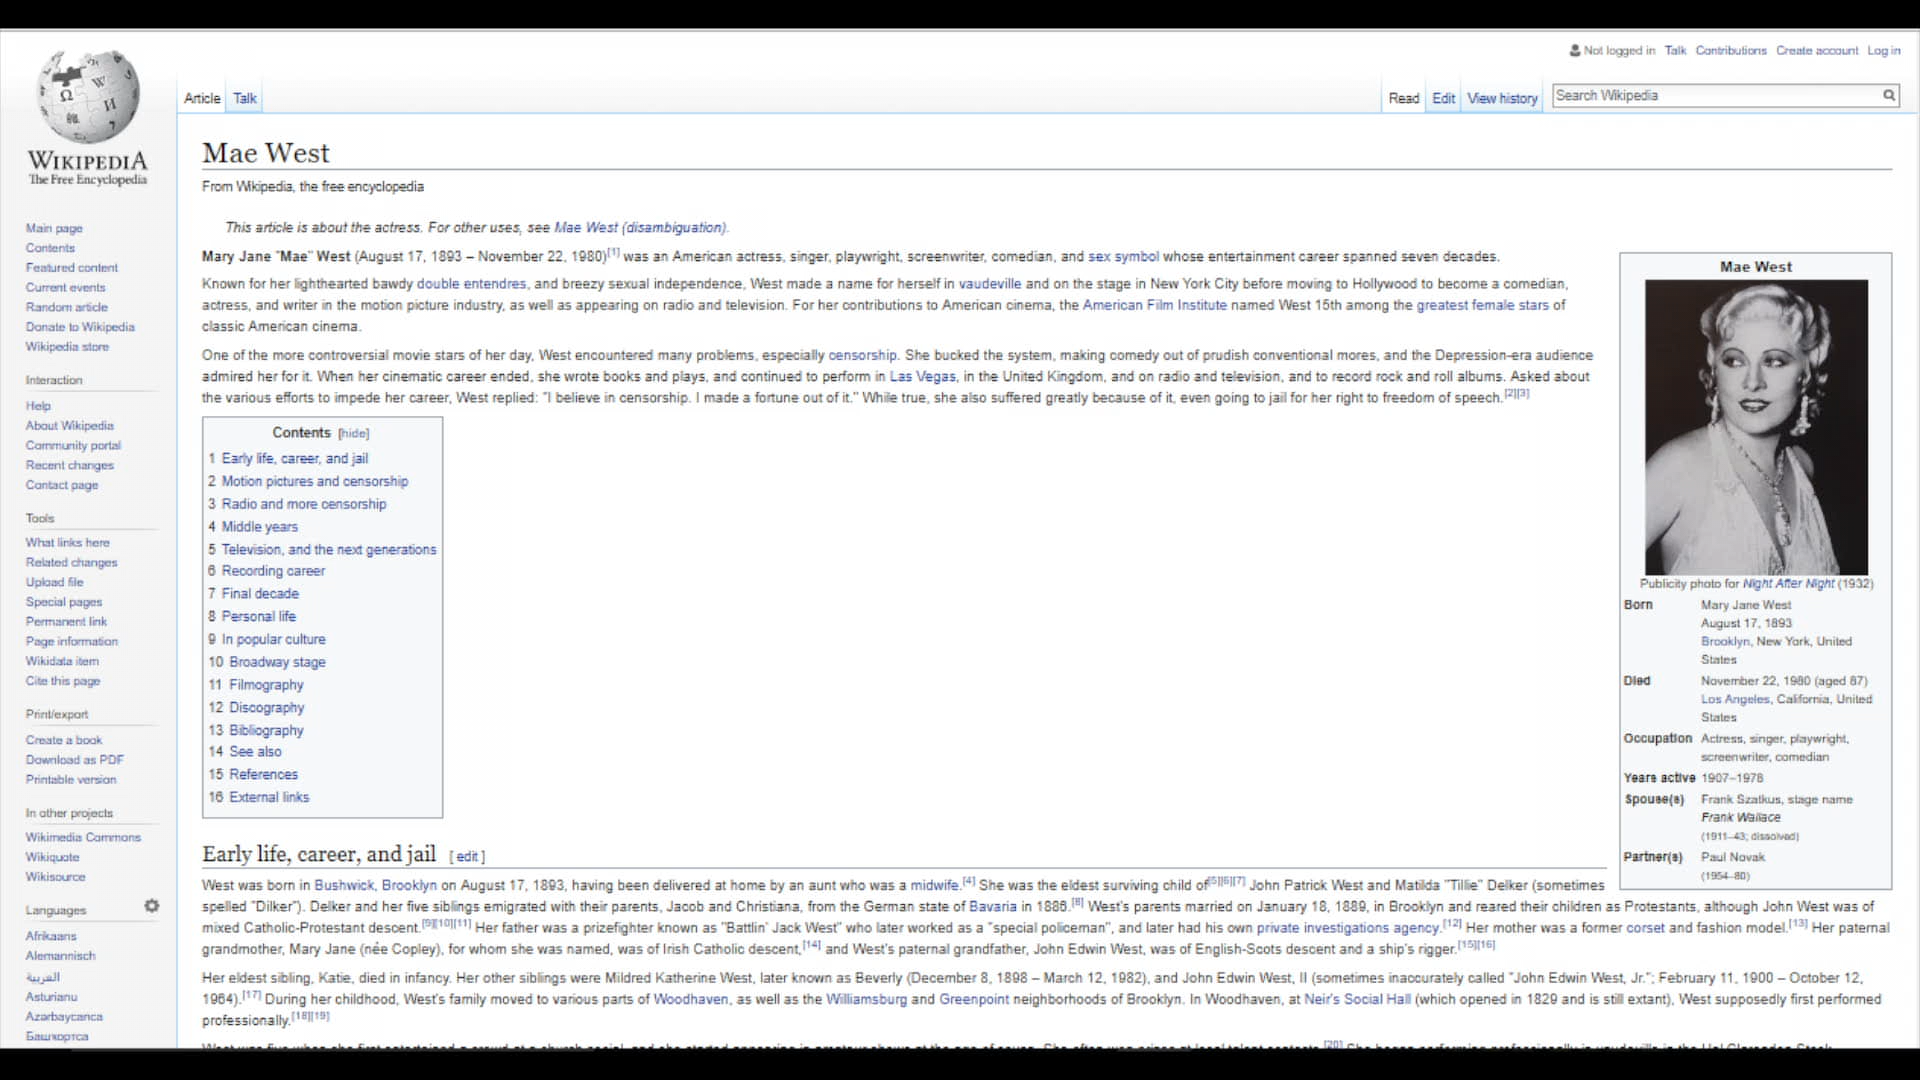 Not logged in Talk Contributions Create account Log in
Article Talk
Read Edit View history
Search Wikipedia
WIKIPEDIA
The Free Encyclopedia
Main page
Contents
Featured content
Current events
Random article
Donate to Wikipedia
Wikipedia store
Interaction
Help
About Wikipedia
Community portal
Recent changes
Contact page
Tools
What links here
Related changes
Upload file
Special pages
Permanent link
Page information
Wikidata item
Cite this page
Print/export
Create a book
Download as PDF
Printable version
In other projects
Wikimedia Commons
Wikiquote
Wikisource
Languages
Afrikaans
Alemannisch
العربية
Asturianu
Azərbaycanca
Башҡортса
Mae West
From Wikipedia, the free encyclopedia
This article is about the actress. For other uses, see Mae West (disambiguation).
Mary Jane "Mae" West (August 17, 1893 – November 22, 1980)[1] was an American actress, singer, playwright, screenwriter, comedian, and sex symbol whose entertainment career spanned seven decades.
Known for her lighthearted bawdy double entendres, and breezy sexual independence, West made a name for herself in vaudeville and on the stage in New York City before moving to Hollywood to become a comedian,
actress, and writer in the motion picture industry, as well as appearing on radio and television. For her contributions to American cinema, the American Film Institute named West 15th among the greatest female stars of
classic American cinema.
One of the more controversial movie stars of her day, West encountered many problems, especially censorship. She bucked the system, making comedy out of prudish conventional mores, and the Depression-era audience
admired her for it. When her cinematic career ended, she wrote books and plays, and continued to perform in Las Vegas, in the United Kingdom, and on radio and television, and to record rock and roll albums. Asked about
the various efforts to impede her career, West replied: "I believe in censorship. I made a fortune out of it." While true, she also suffered greatly because of it, even going to jail for her right to freedom of speech.[2][3]
Contents [hide]
1 Early life, career, and jail
2 Motion pictures and censorship
3 Radio and more censorship
4 Middle years
5 Television, and the next generations
6 Recording career
7 Final decade
8 Personal life
9 In popular culture
10 Broadway stage
11 Filmography
12 Discography
13 Bibliography
14 See also
15 References
16 External links
Mae West
Publicity photo for Night After Night (1932)
Born Mary Jane West
August 17, 1893
Brooklyn, New York, United
States
Died November 22, 1980 (aged 87)
Los Angeles, California, United
States
Occupation Actress, singer, playwright,
screenwriter, comedian
Years active 1907–1978
Spouse(s) Frank Szatkus, stage name
Frank Wallace
(1911–43; dissolved)
Partner(s) Paul Novak
(1954–80)
Early life, career, and jail [ edit ]
West was born in Bushwick, Brooklyn on August 17, 1893, having been delivered at home by an aunt who was a midwife.[4] She was the eldest surviving child of[5][6][7] John Patrick West and Matilda "Tillie" Delker (sometimes
spelled "Dilker"). Delker and her five siblings emigrated with their parents, Jacob and Christiana, from the German state of Bavaria in 1886.[8] West's parents married on January 18, 1889, in Brooklyn and reared their children as Protestants, although John West was of
mixed Catholic-Protestant descent.[9][10][11] Her father was a prizefighter known as "Battlin' Jack West" who later worked as a "special policeman", and later had his own private investigations agency.[12] Her mother was a former corset and fashion model.[13] Her paternal
grandmother, Mary Jane (née Copley), for whom she was named, was of Irish Catholic descent,[14] and West's paternal grandfather, John Edwin West, was of English-Scots descent and a ship's rigger.[15][16]
Her eldest sibling, Katie, died in infancy. Her other siblings were Mildred Katherine West, later known as Beverly (December 8, 1898 – March 12, 1982), and John Edwin West, II (sometimes inaccurately called "John Edwin West, Jr."; February 11, 1900 – October 12,
1964).[17] During her childhood, West's family moved to various parts of Woodhaven, as well as the Williamsburg and Greenpoint neighborhoods of Brooklyn. In Woodhaven, at Neir's Social Hall (which opened in 1829 and is still extant), West supposedly first performed
professionally.[18][19]